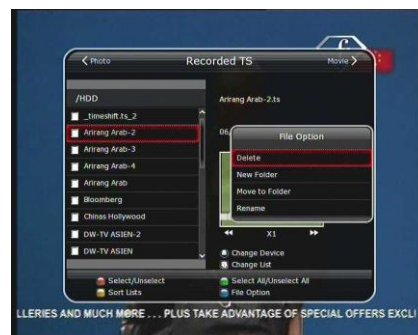 Photo
Recorded TS
Movie
/HDD
_timeshift.ts_2
Arirang Arab-2
Arirang Arab-3
Arirang Arab-4
Arirang Arab
Bloomberg
Chinas Hollywood
DW-TV ASIEN-2
DW-TV ASIEN
Arirang Arab-2.ts
06
File Option
Delete
New Folder
Move to Folder
Rename
X1
Change Device
Change List
Select/Unselect
Select All/Unselect All
Sort Lists
File Option
LLERIES AND MUCH MORE . . . PLUS TAKE ADVANTAGE OF SPECIAL OFFERS EXCL